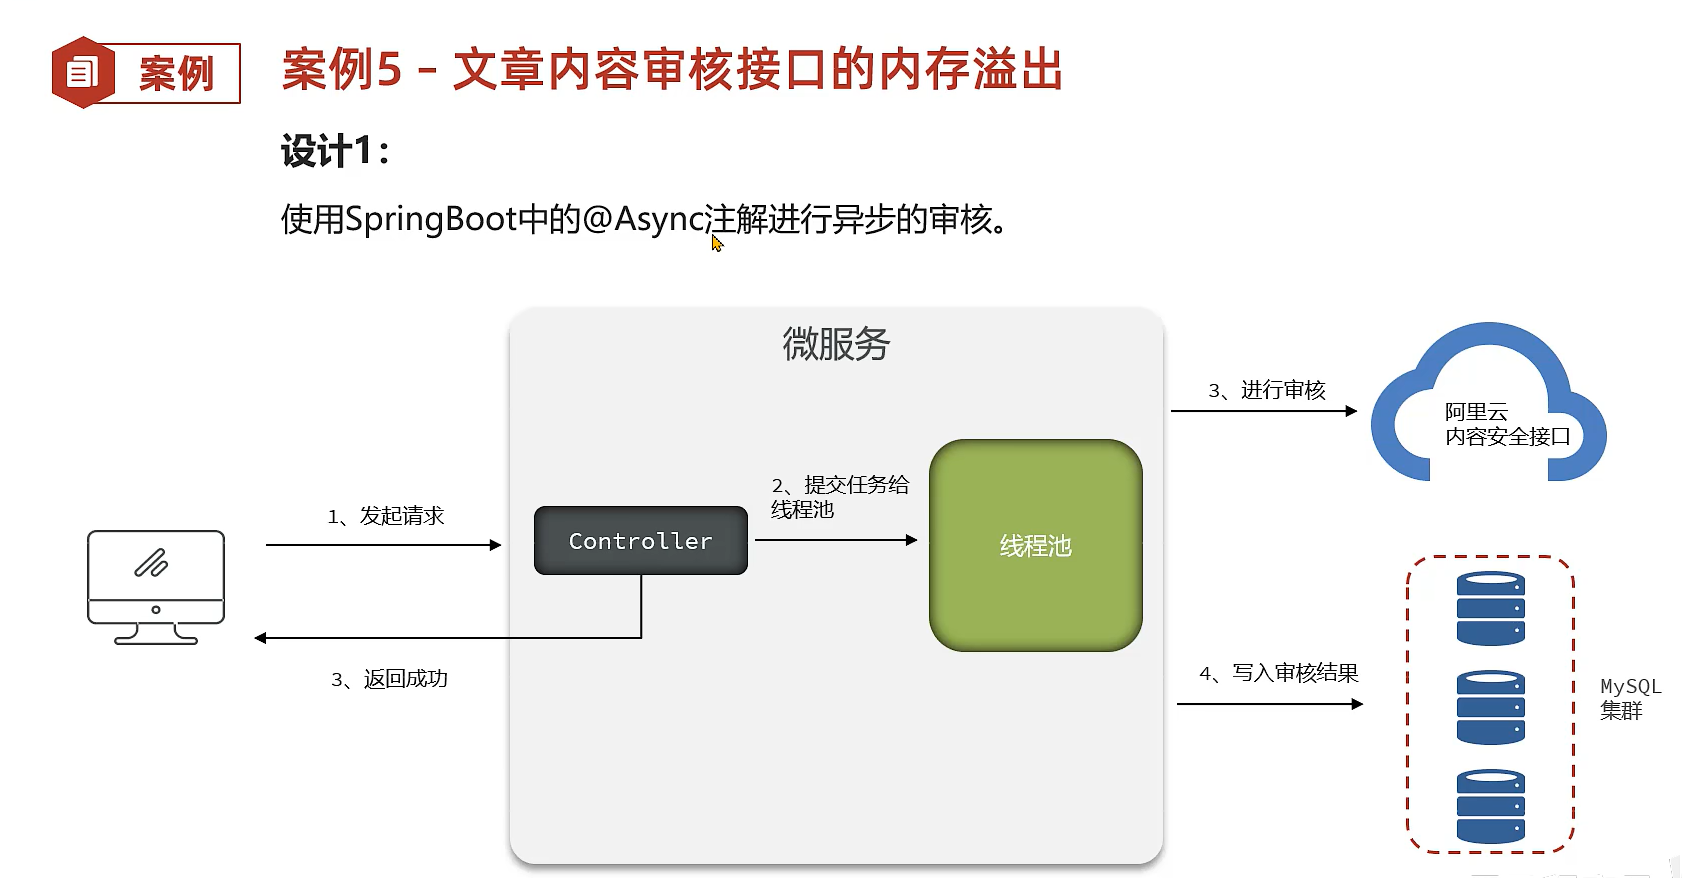 案例
案例5 - 文章内容审核接口的内存溢出
设计1：
使用SpringBoot中的@Async注解进行异步的审核。
微服务
3、进行审核
阿里云
内容安全接口
2、提交任务给
线程池
1、发起请求
Controller
线程池
3、返回成功
4、写入审核结果
MySQL
集群